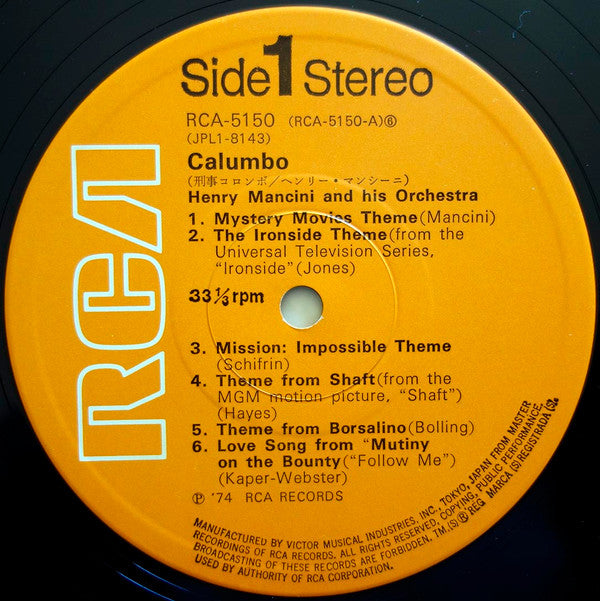 Side 1 Stereo
RCA-5150 (RCA-5150-A)⑥
(JPL1-8143)
Calumbo
(刑事コロンボ/ヘンリー・マンシーニ)
Henry Mancini and his Orchestra
1. Mystery Movies Theme(Mancini)
2. The Ironside Theme(from the
Universal Television Series,
"Ironside"(Jones)
33⅓rpm
3. Mission: Impossible Theme
(Schifrin)
4. Theme from Shaft(from the
MGM motion picture, "Shaft")
(Hayes)
5. Theme from Borsalino(Bolling)
6. Love Song from "Mutiny
on the Bounty("Follow Me")
(Kaper-Webster)
Ⓟ '74 RCA RECORDS
RCA
MANUFACTURED BY VICTOR MUSICAL INDUSTRIES, INC., TOKYO, JAPAN FROM MASTER
RECORDINGS OF RCA RECORDS. ALL RIGHTS RESERVED, COPYING, PUBLIC PERFORMANCE,
BROADCASTING OF THESE RECORDS ARE FORBIDDEN, TM.(S)® REG MARCA (S) REGISTRADA (S).
USED BY AUTHORITY OF RCA CORPORATION.